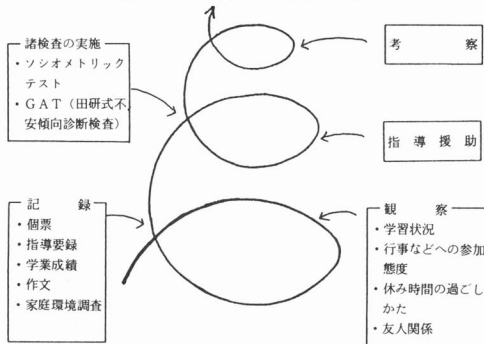 諸検査の実施
・ソシオメトリック
テスト
・GAT(田研式不
安傾向診断検査)
考察
指導援助
記録
・個票
・指導要録
・学業成績
・作文
・家庭環境調査
観察
・学習状況
・行事などへの参加
態度
・休み時間の過ごし
かた
・友人関係